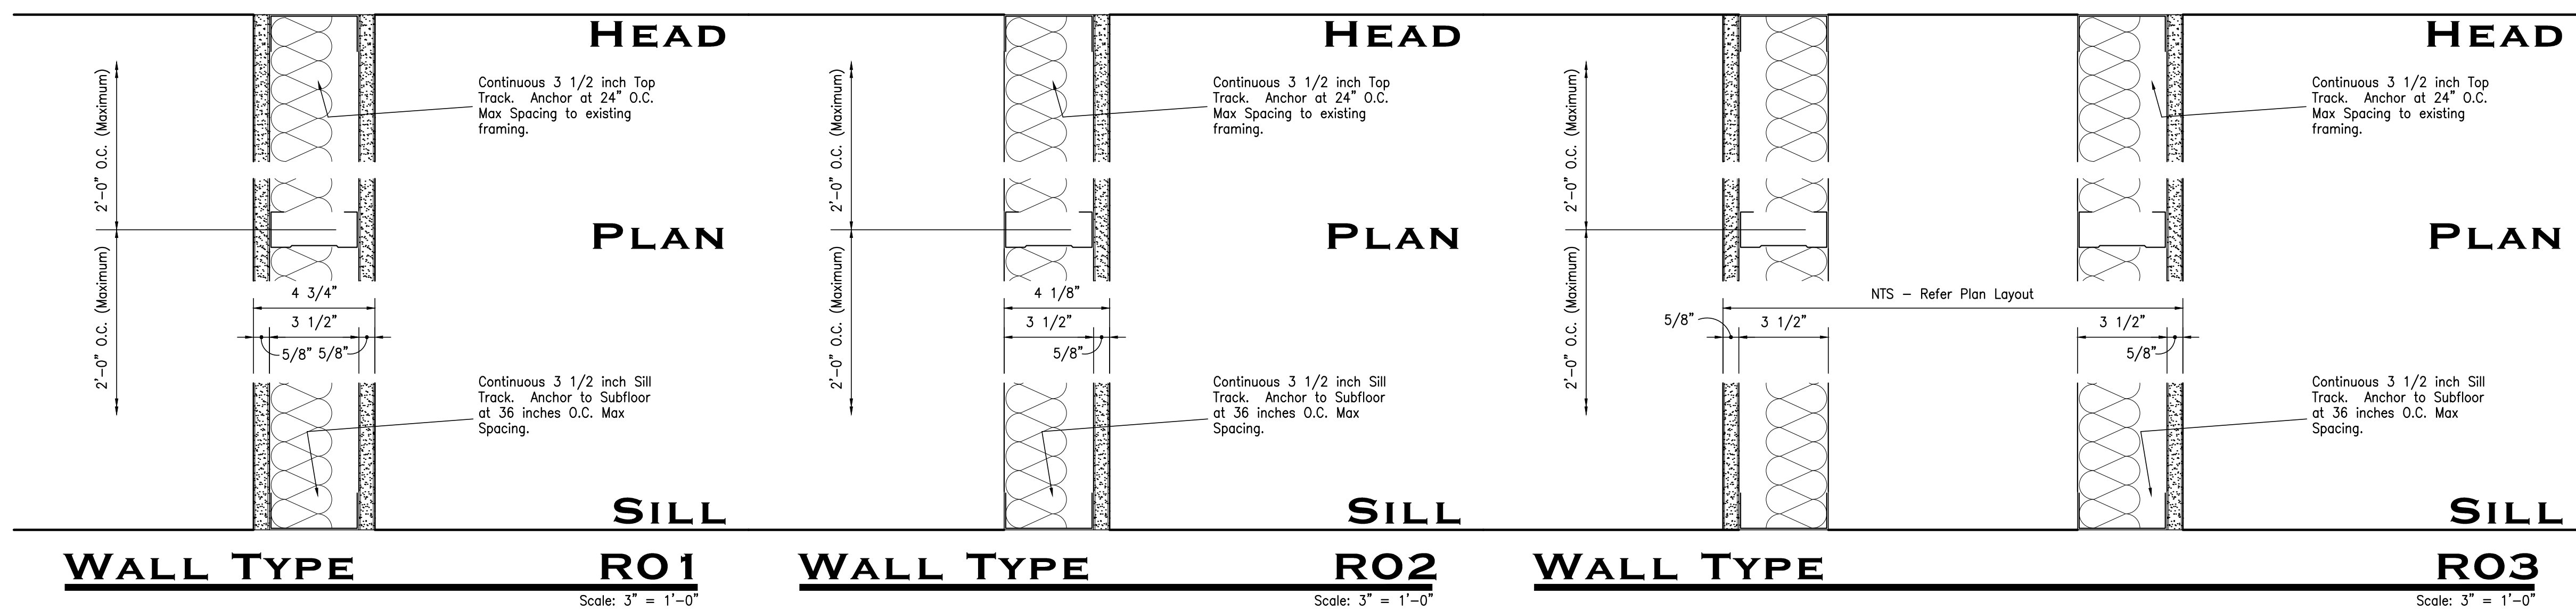 HEAD
Continuous 3 1/2 inch Top
Track. Anchor at 24" O.C.
Max Spacing to existing
framing.
2'-0" O.C. (Maximum)
PLAN
2'-0" O.C. (Maximum)
4 3/4"
3 1/2"
5/8" 5/8"
Continuous 3 1/2 inch Sill
Track. Anchor to Subfloor
at 36 inches O.C. Max
Spacing.
SILL
WALL TYPE R01
Scale: 3" = 1'-0"
HEAD
Continuous 3 1/2 inch Top
Track. Anchor at 24" O.C.
Max Spacing to existing
framing.
2'-0" O.C. (Maximum)
PLAN
2'-0" O.C. (Maximum)
4 1/8"
3 1/2"
5/8"
Continuous 3 1/2 inch Sill
Track. Anchor to Subfloor
at 36 inches O.C. Max
Spacing.
SILL
WALL TYPE R02
Scale: 3" = 1'-0"
HEAD
Continuous 3 1/2 inch Top
Track. Anchor at 24" O.C.
Max Spacing to existing
framing.
2'-0" O.C. (Maximum)
PLAN
2'-0" O.C. (Maximum)
NTS - Refer Plan Layout
5/8" 3 1/2" 3 1/2"
5/8"
Continuous 3 1/2 inch Sill
Track. Anchor to Subfloor
at 36 inches O.C. Max
Spacing.
SILL
WALL TYPE R03
Scale: 3" = 1'-0"